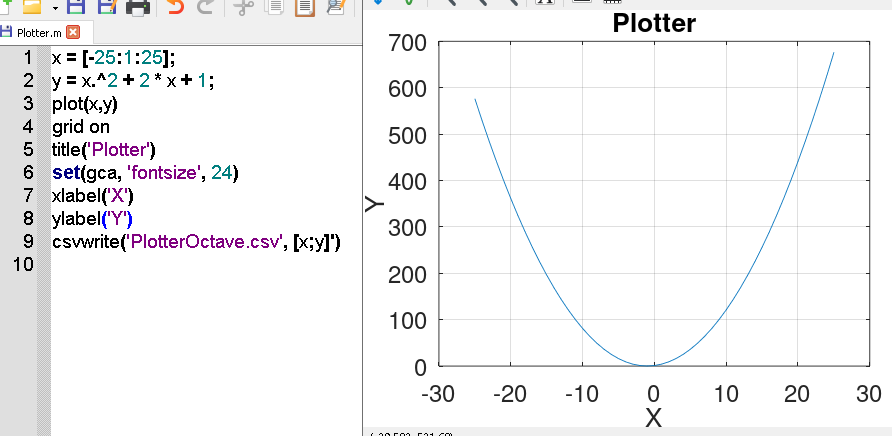 Plotter.m
1 x = [-25:1:25];
2 y = x.^2 + 2 * x + 1;
3 plot(x,y)
4 grid on
5 title('Plotter')
6 set(gca, 'fontsize', 24)
7 xlabel('X')
8 ylabel('Y')
9 csvwrite('PlotterOctave.csv', [x;y]')
10
A
Plotter
700
600
500
400
300
200
100
0
Y
-30 -20 -10 0 10 20 30
X